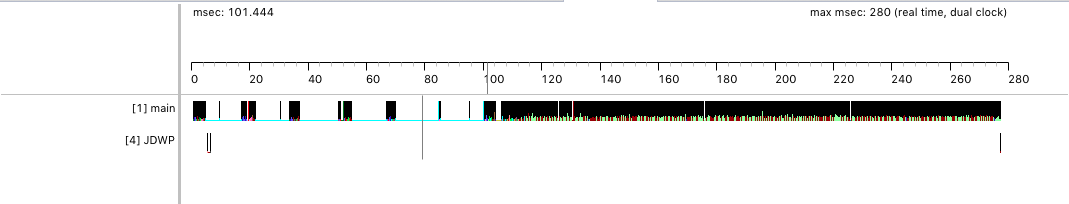 msec: 101.444 max msec: 280 (real time, dual clock)
0 20 40 60 80 100 120 140 160 180 200 220 240 260 280
[1] main
[4] JDWP